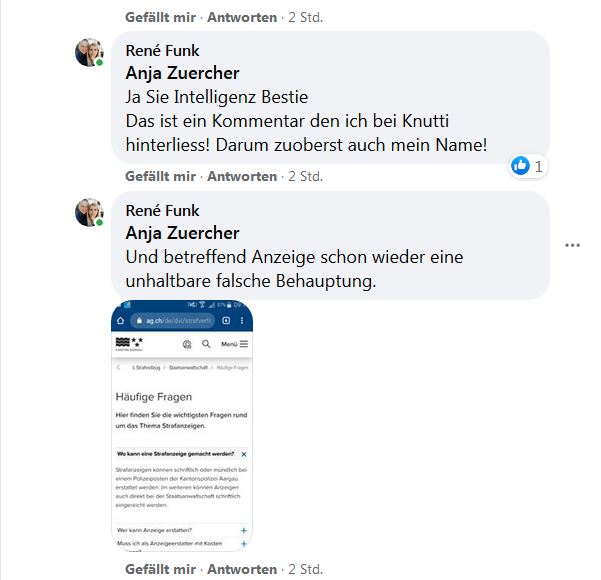 Gefällt mir · Antworten · 2 Std.
René Funk
Anja Zuercher
Ja Sie Intelligenz Bestie
Das ist ein Kommentar den ich bei Knutti
hinterliess! Darum zuoberst auch mein Name!
1
Gefällt mir · Antworten · 2 Std.
René Funk
Anja Zuercher
Und betreffend Anzeige schon wieder eine
unhaltbare falsche Behauptung.
ag.ch/de/dvi/strafverf
KANTON AARGAU
Menü
& Strafvollzug / Staatsanwaltschaft / Häufige Fragen
Häufige Fragen
Hier finden Sie die wichtigsten Fragen rund
um das Thema Strafanzeigen.
Wo kann eine Strafanzeige gemacht werden?
Strafanzeigen können schriftlich oder mündlich bei
einem Polizeiposten der Kantonspolizei Aargau
erstattet werden. Im weiteren können Anzeigen
auch direkt bei der Staatsanwaltschaft schriftlich
eingereicht werden.
Wer kann Anzeige erstatten?
Muss ich als Anzeigeerstatter mit Kosten
Gefällt mir · Antworten · 2 Std.